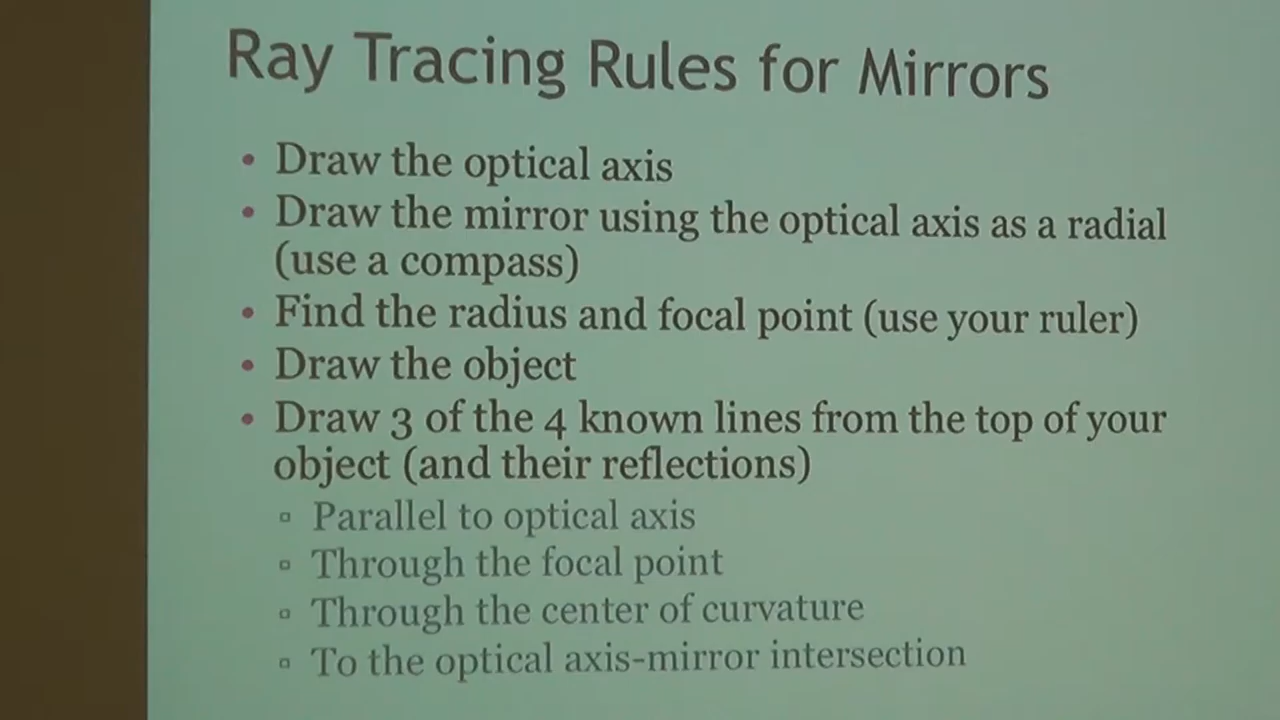 Ray Tracing Rules for Mirrors
• Draw the optical axis
• Draw the mirror using the optical axis as a radial
(use a compass)
• Find the radius and focal point (use your ruler)
• Draw the object
• Draw 3 of the 4 known lines from the top of your
object (and their reflections)
▫ Parallel to optical axis
▫ Through the focal point
▫ Through the center of curvature
▫ To the optical axis-mirror intersection